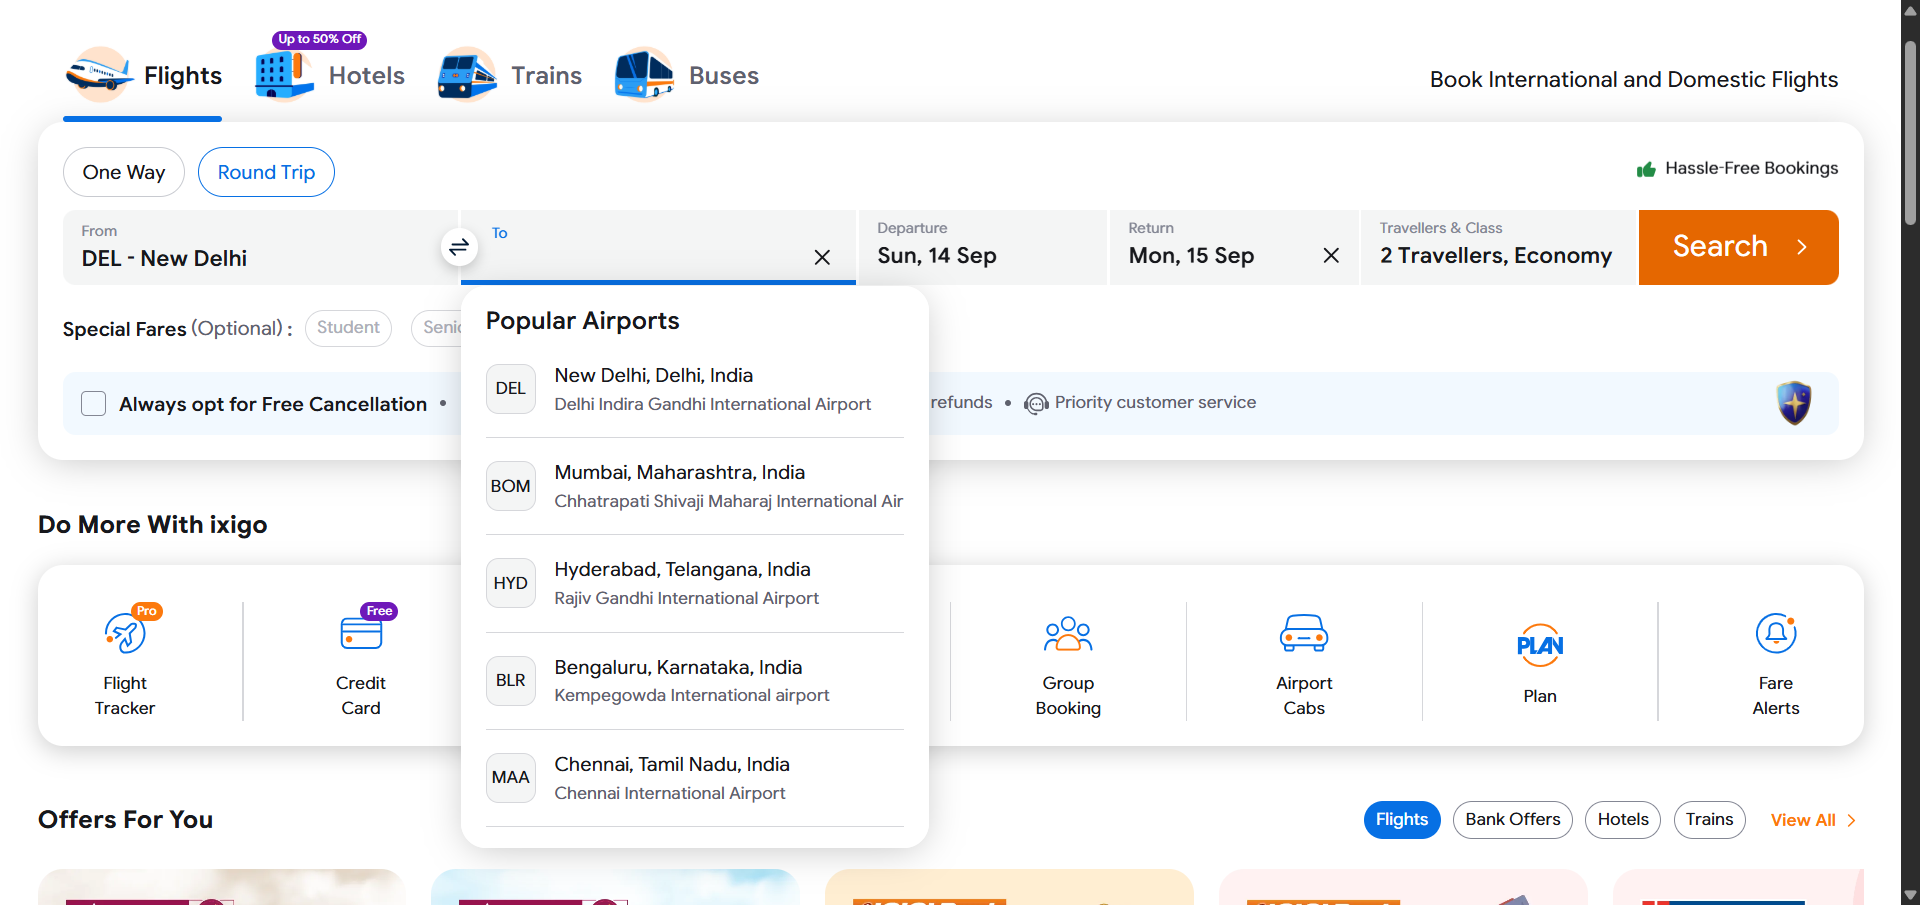 Up to 50% Off
Flights
Hotels
Trains
Buses
Book International and Domestic Flights
One Way
Round Trip
Hassle-Free Bookings
From
DEL - New Delhi
To
Departure
Sun, 14 Sep
Return
Mon, 15 Sep
Travellers & Class
2 Travellers, Economy
Search
Special Fares (Optional) :
Student
Popular Airports
DEL
New Delhi, Delhi, India
Delhi Indira Gandhi International Airport
Always opt for Free Cancellation •
refunds • Priority customer service
BOM
Mumbai, Maharashtra, India
Chhatrapati Shivaji Maharaj International Air
HYD
Hyderabad, Telangana, India
Rajiv Gandhi International Airport
BLR
Bengaluru, Karnataka, India
Kempegowda International airport
MAA
Chennai, Tamil Nadu, India
Chennai International Airport
Do More With ixigo
Pro
Flight
Tracker
Free
Credit
Card
Group
Booking
Airport
Cabs
PLAN
Plan
Fare
Alerts
Offers For You
Flights
Bank Offers
Hotels
Trains
View All